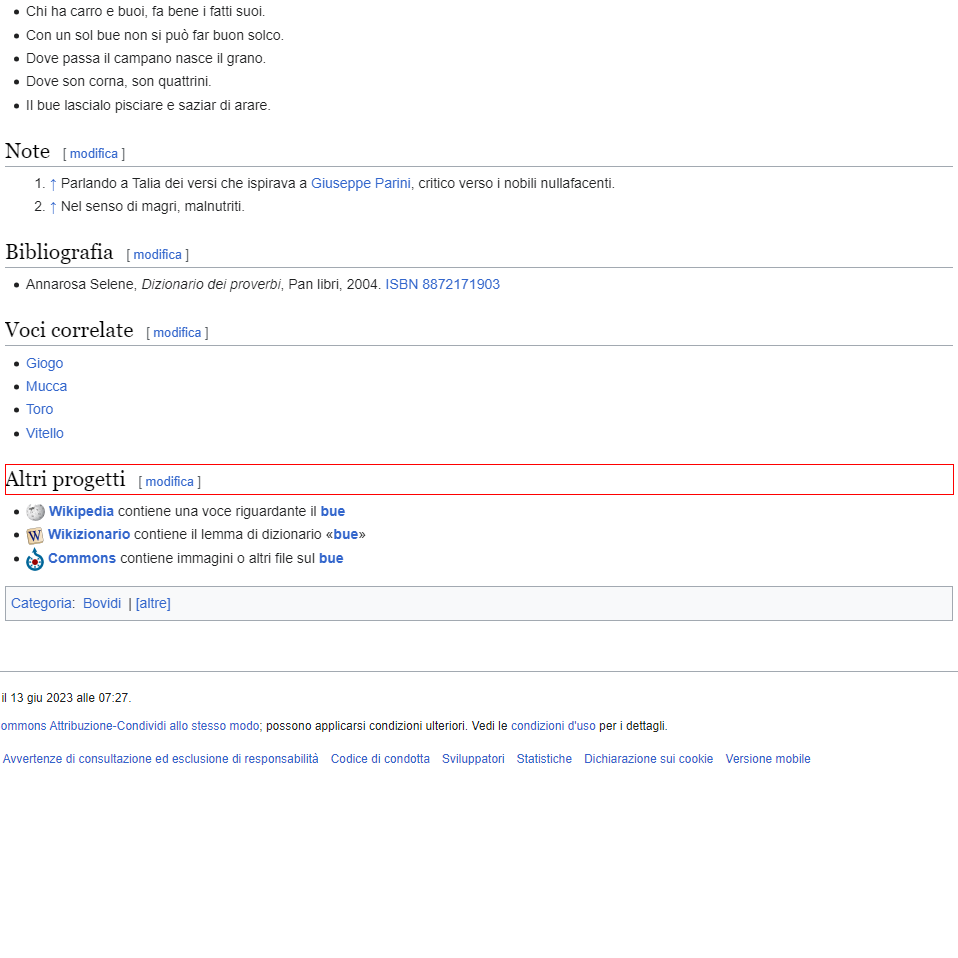 Chi ha carro e buoi, fa bene i fatti suoi.
Con un sol bue non si può far buon solco.
Dove passa il campano nasce il grano.
Dove son corna, son quattrini.
Il bue lascialo pisciare e saziar di arare.
Note [ modifica ]
1. ↑ Parlando a Talia dei versi che ispirava a Giuseppe Parini, critico verso i nobili nullafacenti.
2. ↑ Nel senso di magri, malnutriti.
Bibliografia [ modifica ]
Annarosa Selene, Dizionario dei proverbi, Pan libri, 2004. ISBN 8872171903
Voci correlate [ modifica ]
Giogo
Mucca
Toro
Vitello
Altri progetti [ modifica ]
Wikipedia contiene una voce riguardante il bue
W Wikizionario contiene il lemma di dizionario «bue»
Commons contiene immagini o altri file sul bue
Categoria: Bovidi | [altre]
il 13 giu 2023 alle 07:27.
ommons Attribuzione-Condividi allo stesso modo; possono applicarsi condizioni ulteriori. Vedi le condizioni d'uso per i dettagli.
Avvertenze di consultazione ed esclusione di responsabilità Codice di condotta Sviluppatori Statistiche Dichiarazione sui cookie Versione mobile